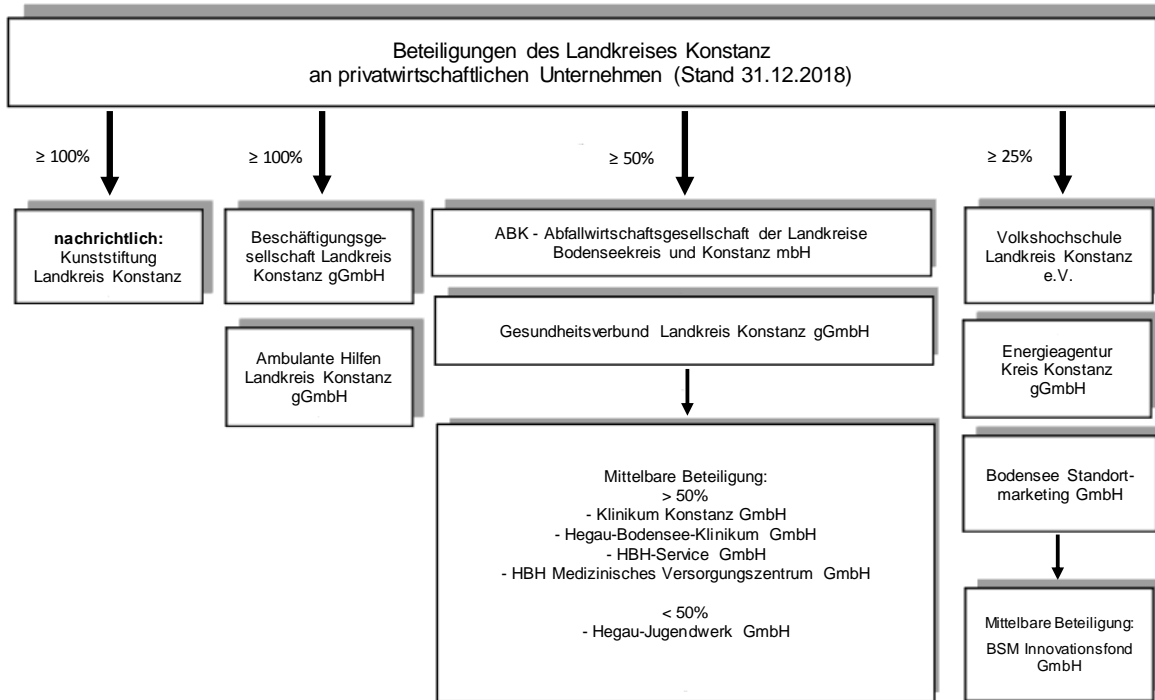 Beteiligungen des Landkreises Konstanz
an privatwirtschaftlichen Unternehmen (Stand 31.12.2018)
≥ 100%
≥ 100%
≥ 50%
≥ 25%
nachrichtlich:
Kunststiftung
Landkreis Konstanz
Beschäftigungsge-
sellschaft Landkreis
Konstanz gGmbH
Ambulante Hilfen
Landkreis Konstanz
gGmbH
ABK - Abfallwirtschaftsgesellschaft der Landkreise
Bodenseekreis und Konstanz mbH
Gesundheitsverbund Landkreis Konstanz gGmbH
Mittelbare Beteiligung:
> 50%
- Klinikum Konstanz GmbH
- Hegau-Bodensee-Klinikum GmbH
- HBH-Service GmbH
- HBH Medizinisches Versorgungszentrum GmbH
< 50%
- Hegau-Jugendwerk GmbH
Volkshochschule
Landkreis Konstanz
e.V.
Energieagentur
Kreis Konstanz
gGmbH
Bodensee Standort-
marketing GmbH
Mittelbare Beteiligung:
BSM Innovationsfond
GmbH